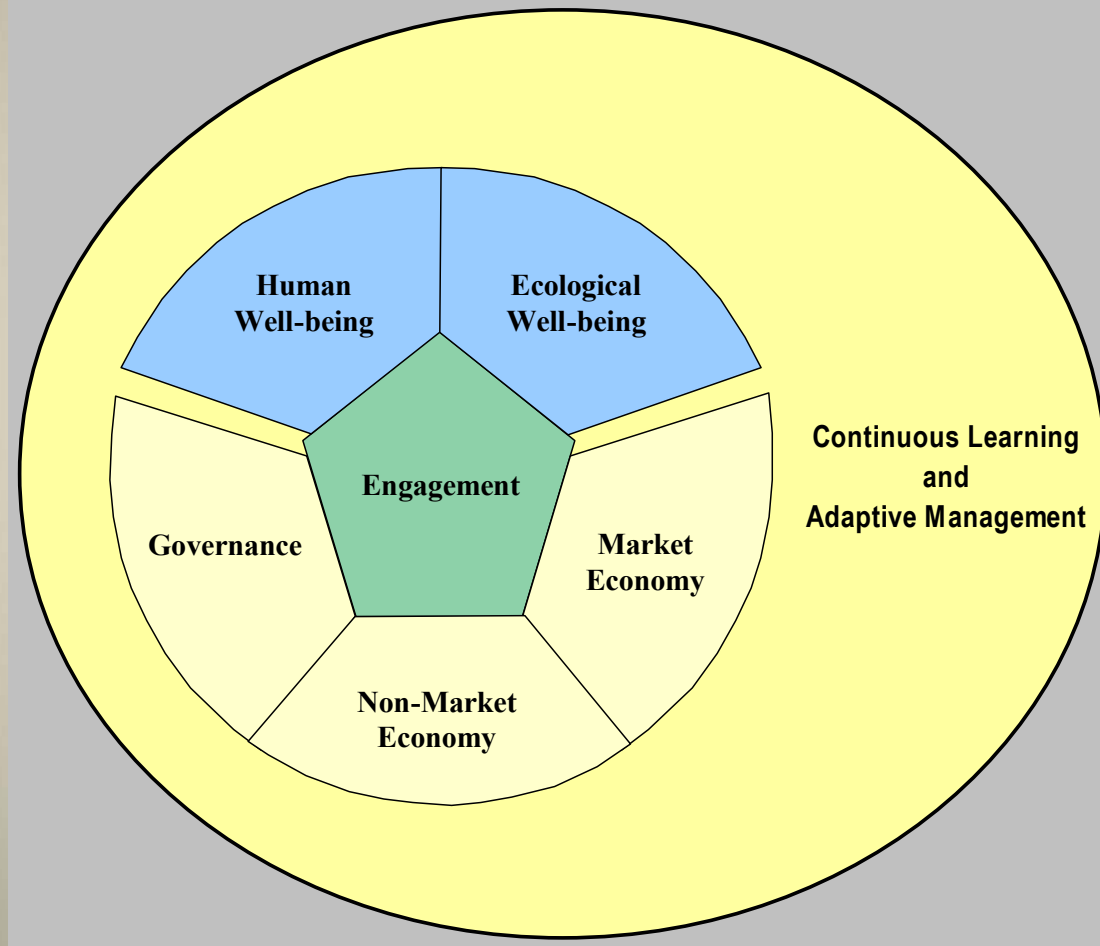 Human
Well-being
Ecological
Well-being
Engagement
Governance
Market
Economy
Non-Market
Economy
Continuous Learning
and
Adaptive Management